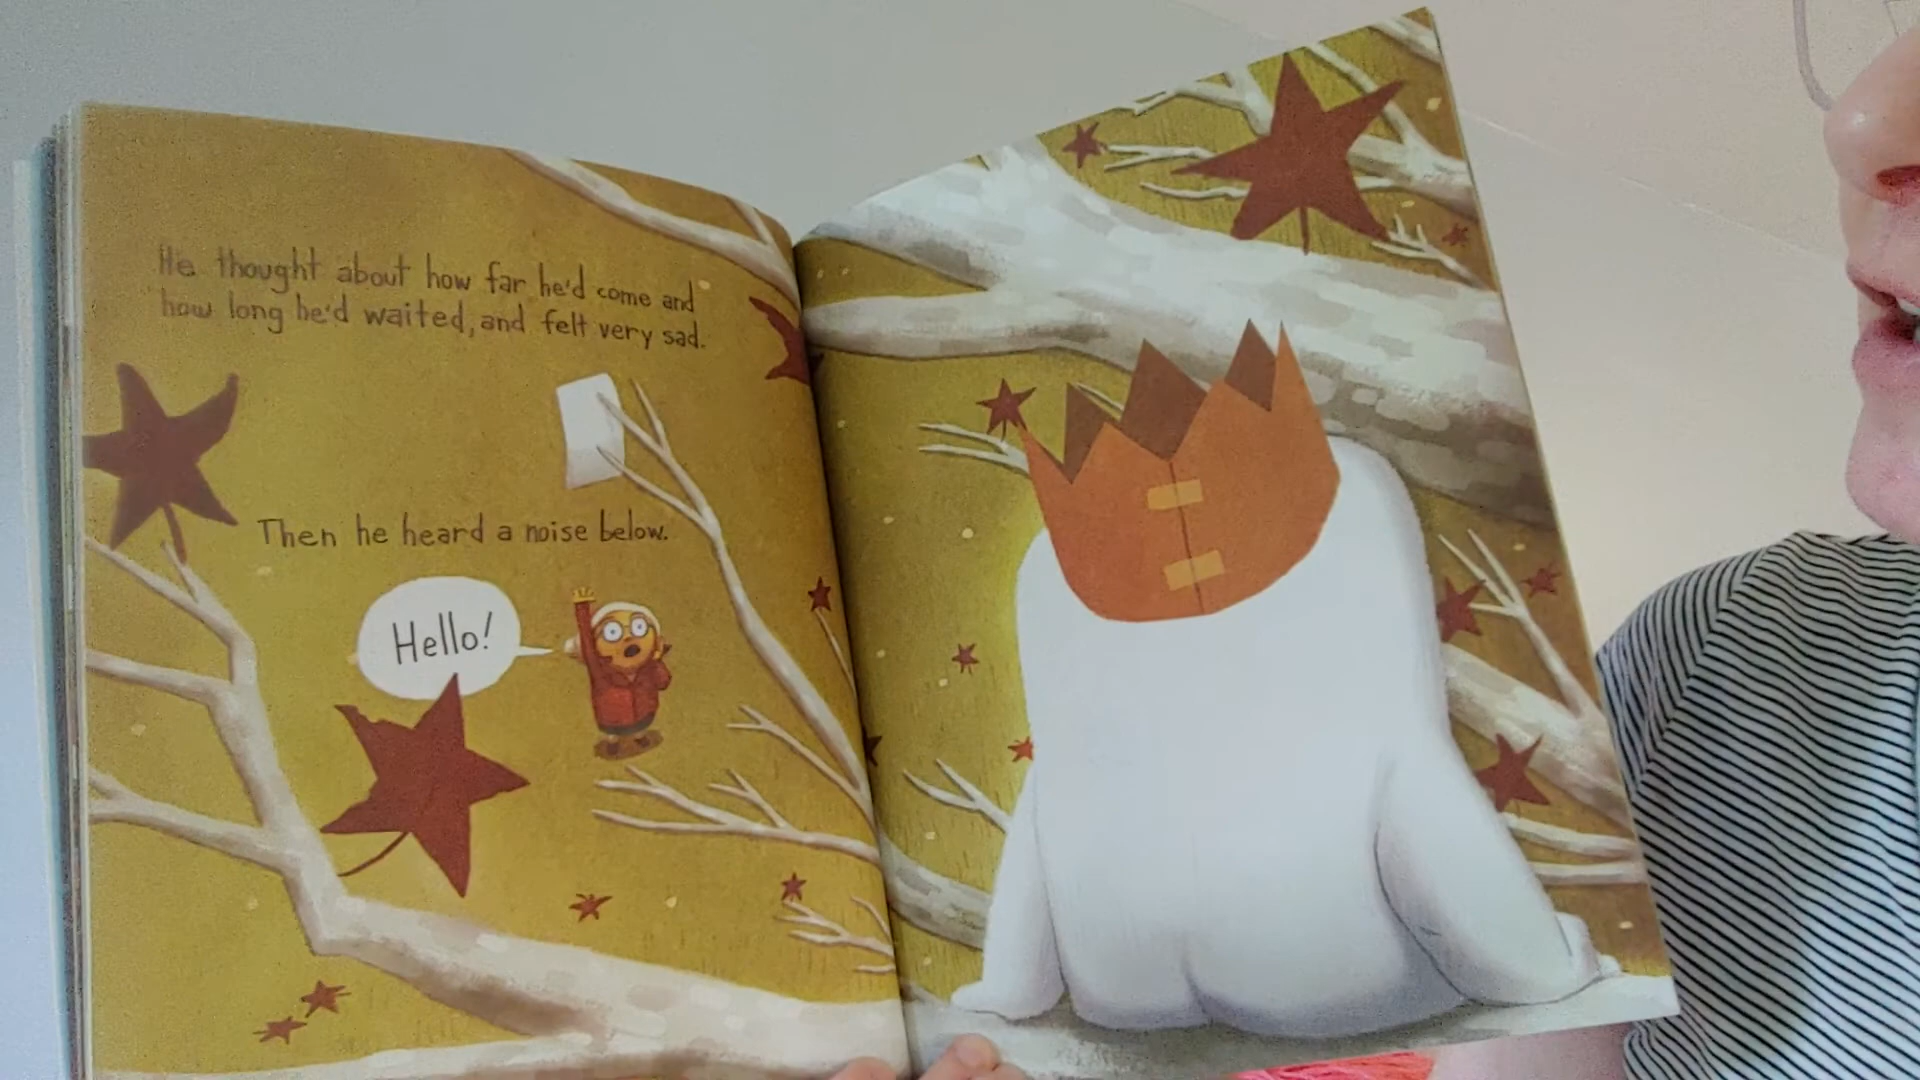 He thought about how far he'd come and
how long he'd waited, and felt very sad.
Then he heard a noise below.
Hello!